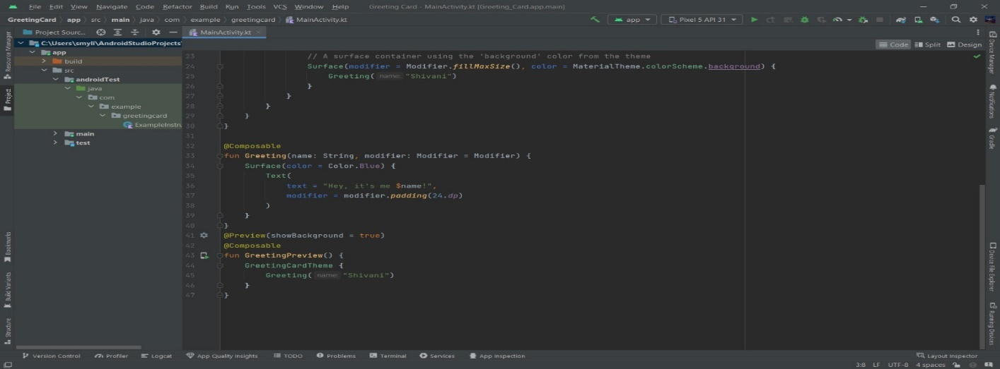 File Edit View Navigate Code Refactor Build Run Tools VCS Window Help Greeting Card - MainActivity.kt [Greeting_Card.app.main]
GreetingCard app src main java com example greetingcard MainActivity.kt app Pixel 5 API 31
Project Sourc... MainActivity.kt
C:\Users\smyli\AndroidStudioProjects\
Code Split Design
app
build
src
androidTest
java
com
example
greetingcard
ExampleInstru
main
test
23 // A surface container using the 'background' color from the theme
24 Surface(modifier = Modifier.fillMaxSize(), color = MaterialTheme.colorScheme.background) {
25 Greeting( name: "Shivani")
26 }
27 }
28 }
29 }
30 }
31
32 @Composable
33 fun Greeting(name: String, modifier: Modifier = Modifier) {
34 Surface(color = Color.Blue) {
35 Text(
36 text = "Hey, it's me $name!",
37 modifier = modifier.padding(24.dp)
38 )
39 }
40 }
41 @Preview(showBackground = true)
42 @Composable
43 fun GreetingPreview() {
44 GreetingCardTheme {
45 Greeting( name: "Shivani")
46 }
47 }
Resource Manager
Project
Bookmarks
Build Variants
Structure
Device Manager
Notifications
Gradle
Device File Explorer
Running Devices
Version Control Profiler Logcat App Quality Insights TODO Problems Terminal Services App Inspection Layout Inspector
3:8 LF UTF-8 4 spaces